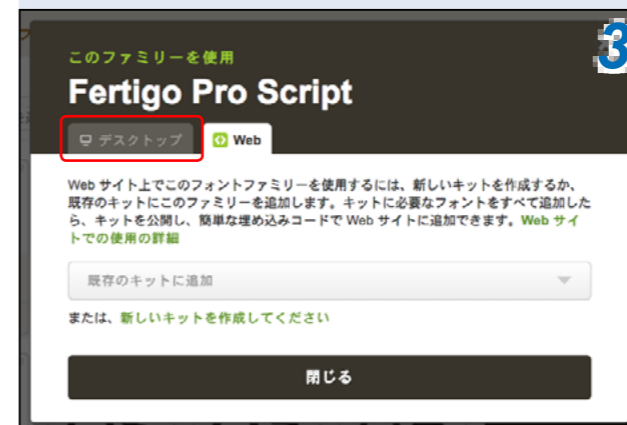 3
このファミリーを使用
Fertigo Pro Script
デスクトップ
Web
Web サイト上でこのフォントファミリーを使用するには、新しいキットを作成するか、
既存のキットにこのファミリーを追加します。キットに必要なフォントをすべて追加した
ら、キットを公開し、簡単な埋め込みコードで Web サイトに追加できます。Web サイ
トでの使用の詳細
既存のキットに追加
または、新しいキットを作成してください
閉じる